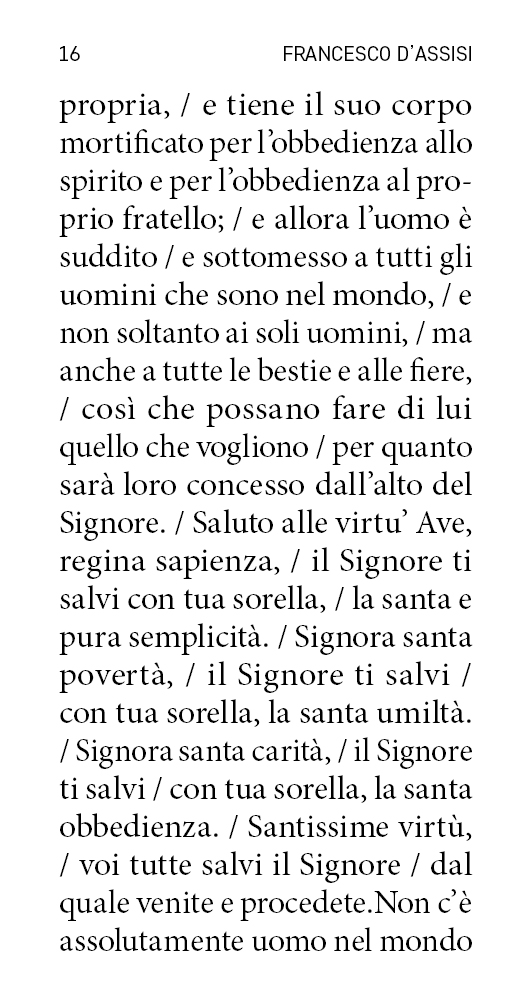 16 FRANCESCO D'ASSISI
propria, / e tiene il suo corpo
mortificato per l’obbedienza allo
spirito e per l’obbedienza al pro-
prio fratello; / e allora l’uomo è
suddito / e sottomesso a tutti gli
uomini che sono nel mondo, / e
non soltanto ai soli uomini, / ma
anche a tutte le bestie e alle fiere,
/ così che possano fare di lui
quello che vogliono / per quanto
sarà loro concesso dall’alto del
Signore. / Saluto alle virtu’ Ave,
regina sapienza, / il Signore ti
salvi con tua sorella, / la santa e
pura semplicità. / Signora santa
povertà, / il Signore ti salvi /
con tua sorella, la santa umiltà.
/ Signora santa carità, / il Signore
ti salvi / con tua sorella, la santa
obbedienza. / Santissime virtù,
/ voi tutte salvi il Signore / dal
quale venite e procedete.Non c’è
assolutamente uomo nel mondo